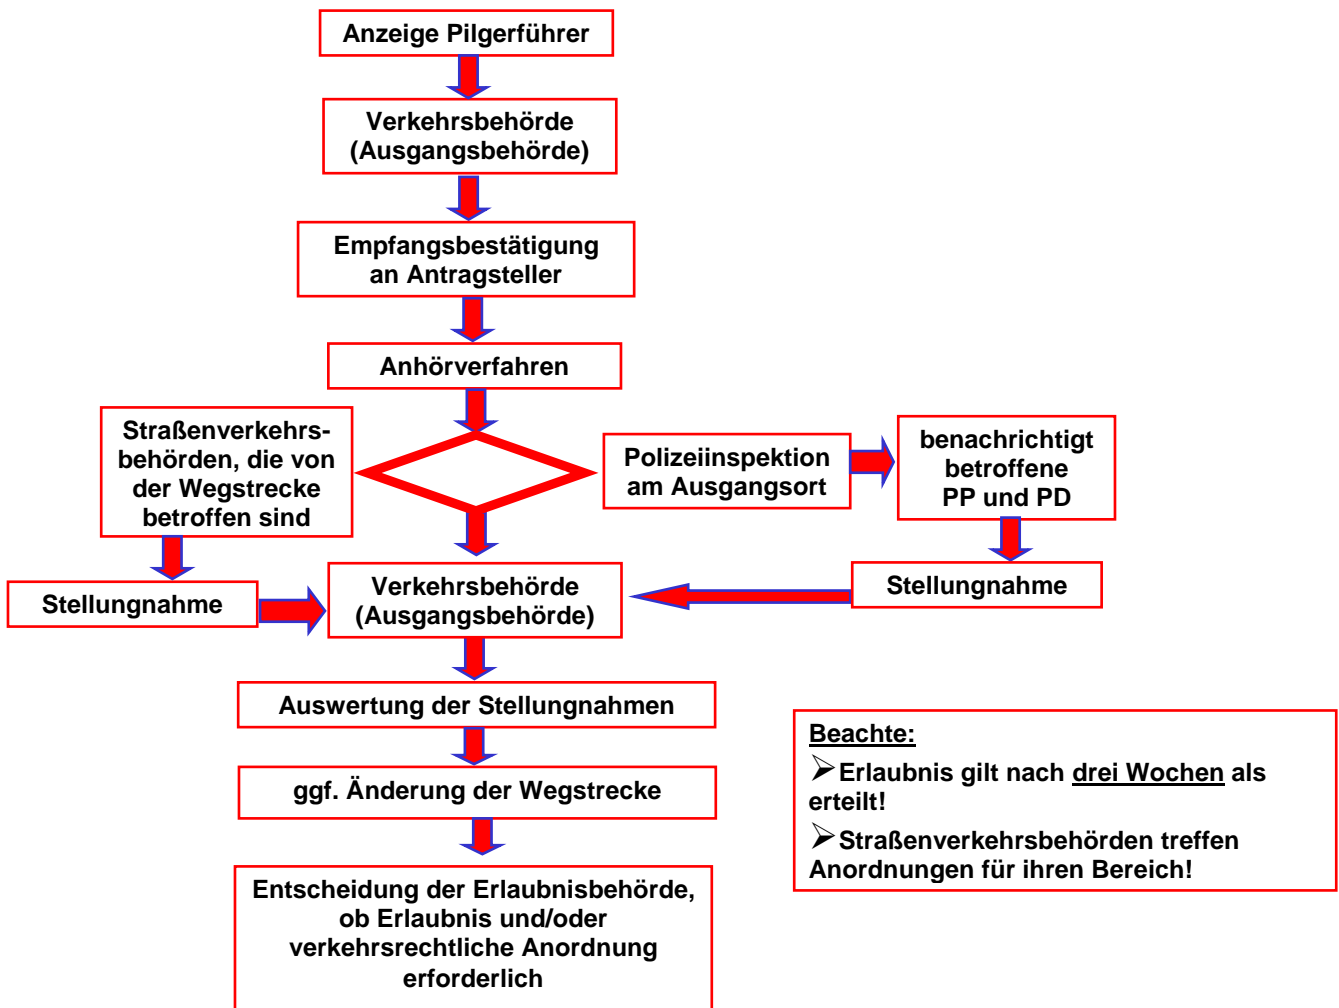 Anzeige Pilgerführer
Verkehrsbehörde
(Ausgangsbehörde)
Empfangsbestätigung
an Antragsteller
Anhörverfahren
Straßenverkehrs-
behörden, die von
der Wegstrecke
betroffen sind
Polizeiinspektion
am Ausgangsort
benachrichtigt
betroffene
PP und PD
Stellungnahme
Verkehrsbehörde
(Ausgangsbehörde)
Stellungnahme
Auswertung der Stellungnahmen
ggf. Änderung der Wegstrecke
Entscheidung der Erlaubnisbehörde,
ob Erlaubnis und/oder
verkehrsrechtliche Anordnung
erforderlich
Beachte:
➢Erlaubnis gilt nach drei Wochen als
erteilt!
➢Straßenverkehrsbehörden treffen
Anordnungen für ihren Bereich!